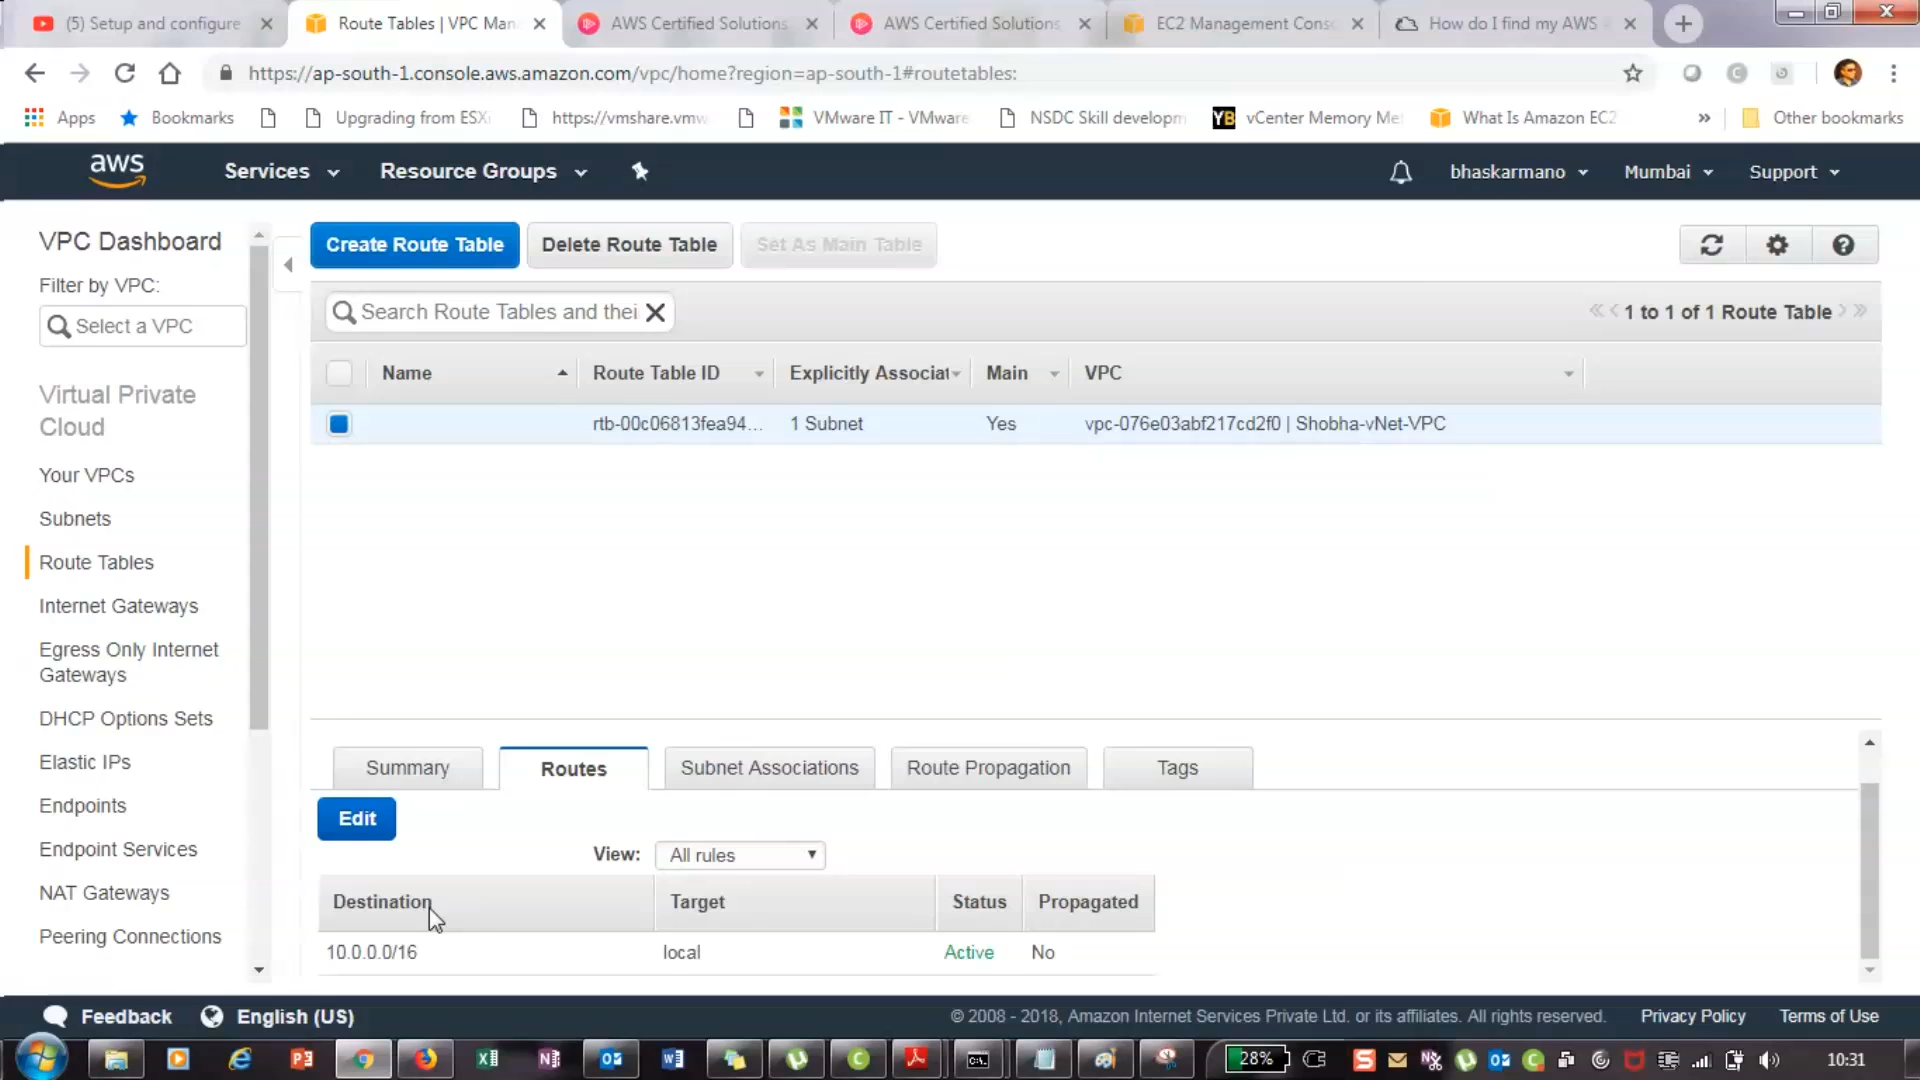 (5) Setup and configure
Route Tables | VPC Man
AWS Certified Solutions
AWS Certified Solutions
EC2 Management Cons
How do I find my AWS
https://ap-south-1.console.aws.amazon.com/vpc/home?region=ap-south-1#routetables:
Apps
Bookmarks
Upgrading from ESXi
https://vmshare.vmw
VMware IT - VMware
NSDC Skill developm
YB
vCenter Memory Me
What Is Amazon EC2
Other bookmarks
aws
Services
Resource Groups
bhaskarmano
Mumbai
Support
VPC Dashboard
Filter by VPC:
Select a VPC
Virtual Private
Cloud
Your VPCs
Subnets
Route Tables
Internet Gateways
Egress Only Internet
Gateways
DHCP Options Sets
Elastic IPs
Endpoints
Endpoint Services
NAT Gateways
Peering Connections
Create Route Table
Delete Route Table
Set As Main Table
Search Route Tables and thei
1 to 1 of 1 Route Table
Name
Route Table ID
Explicitly Associat
Main
VPC
rtb-00c06813fea94...
1 Subnet
Yes
vpc-076e03abf217cd2f0 | Shobha-vNet-VPC
Summary
Routes
Subnet Associations
Route Propagation
Tags
Edit
View:
All rules
Destination
Target
Status
Propagated
10.0.0.0/16
local
Active
No
Feedback
English (US)
© 2008 - 2018, Amazon Internet Services Private Ltd. or its affiliates. All rights reserved.
Privacy Policy
Terms of Use
28%
10:31